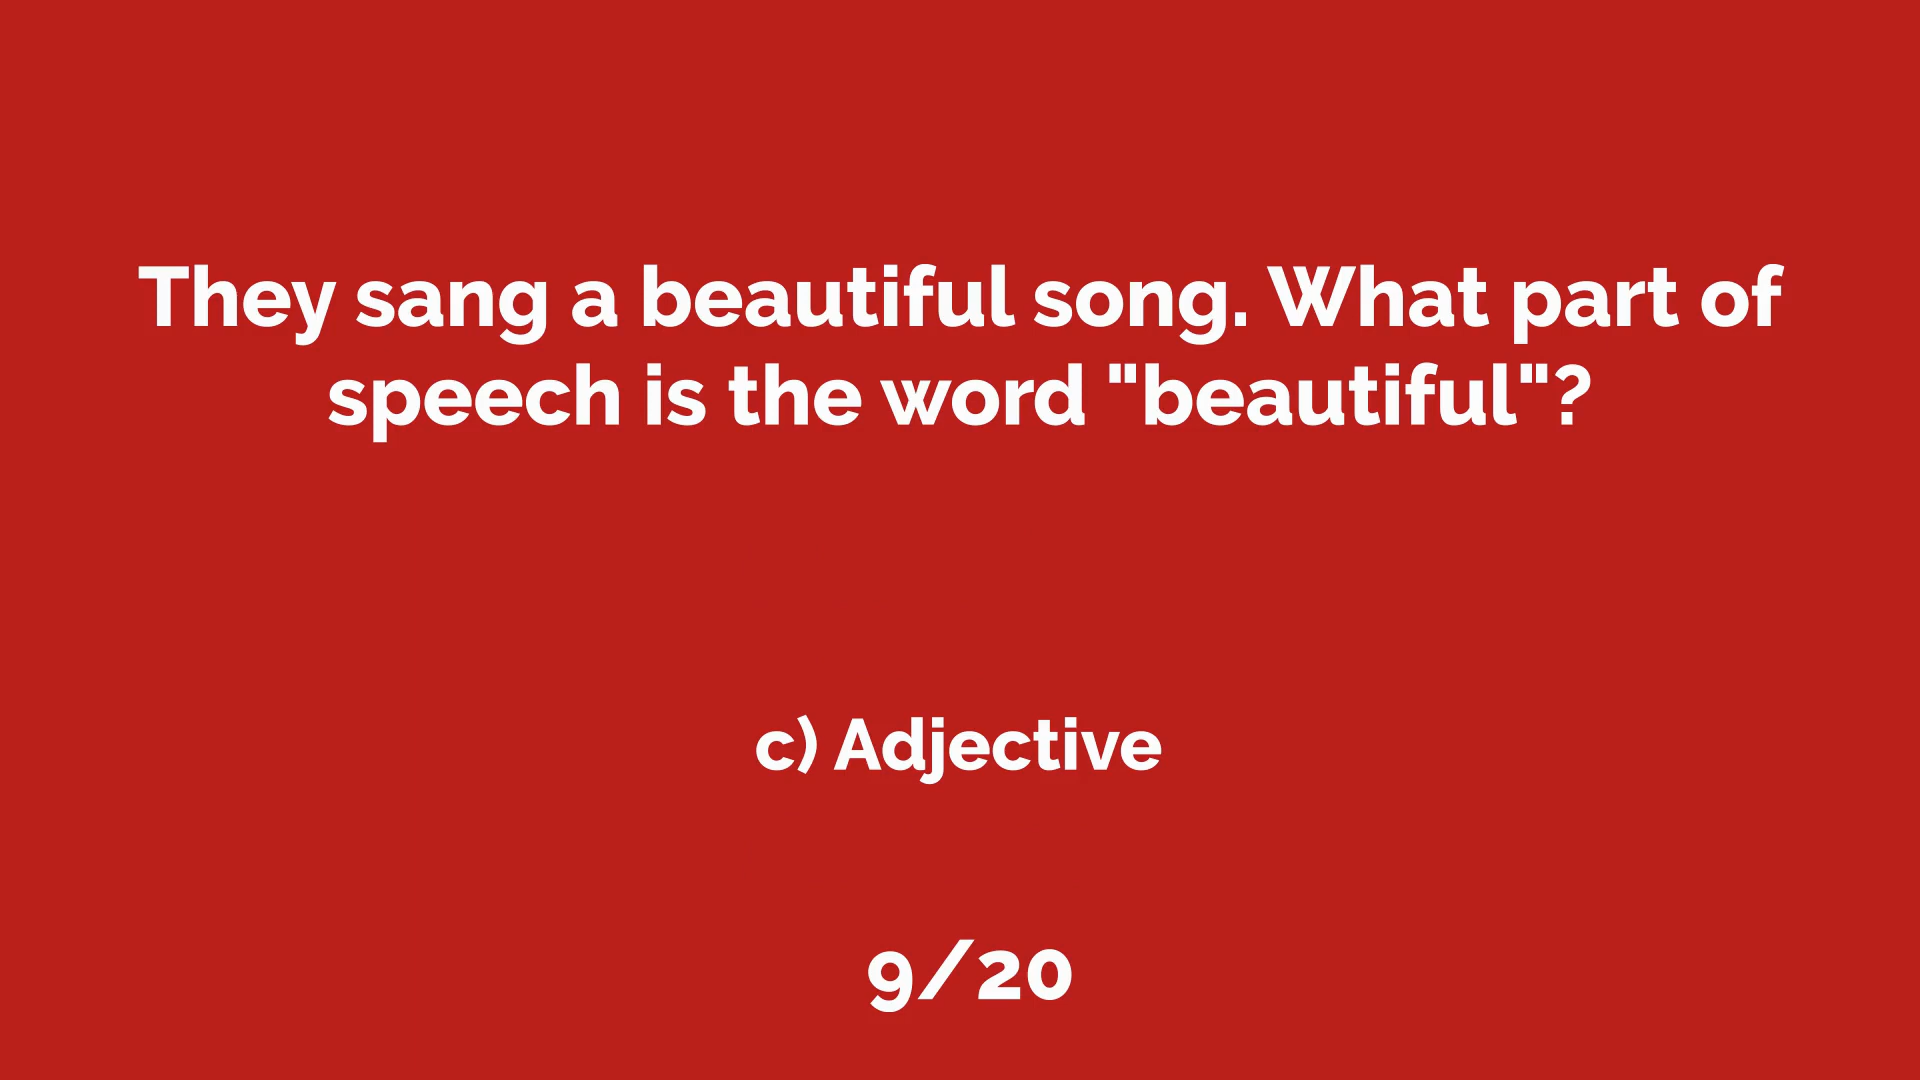 They sang a beautiful song. What part of
speech is the word "beautiful"?
c) Adjective
9/20